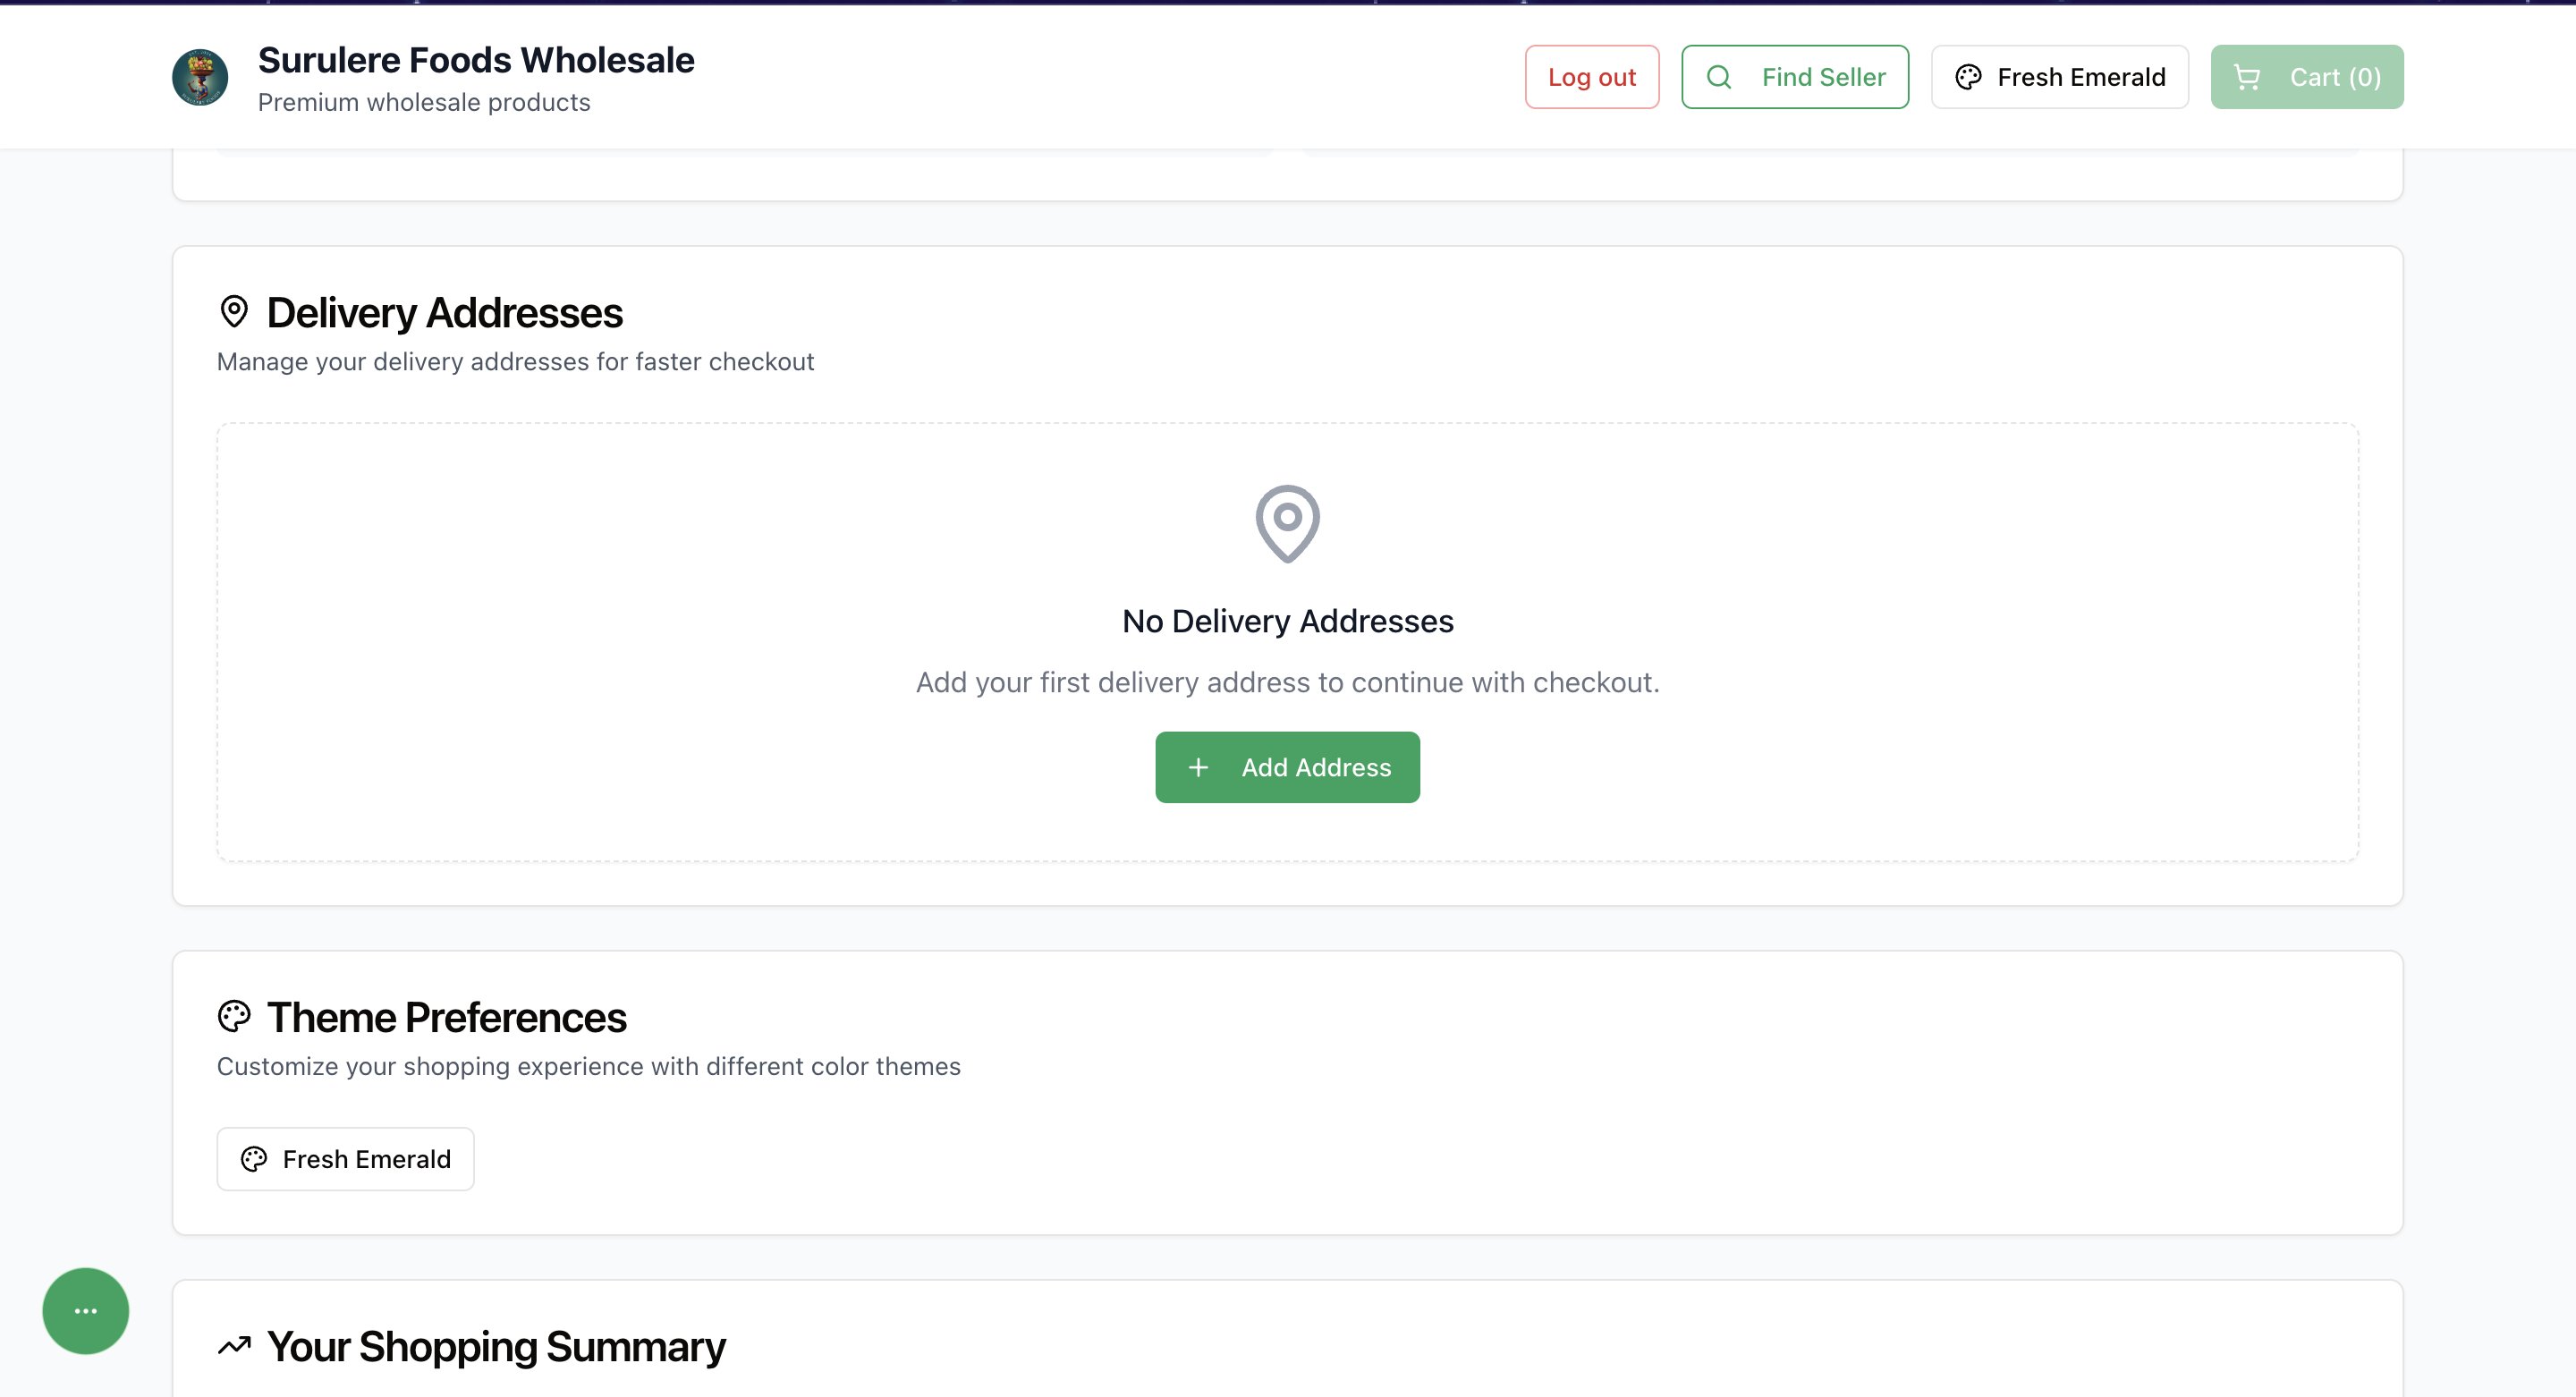 Surulere Foods Wholesale
Premium wholesale products
Log out
Find Seller
Fresh Emerald
Cart (0)
Delivery Addresses
Manage your delivery addresses for faster checkout
No Delivery Addresses
Add your first delivery address to continue with checkout.
+ Add Address
Theme Preferences
Customize your shopping experience with different color themes
Fresh Emerald
...
Your Shopping Summary